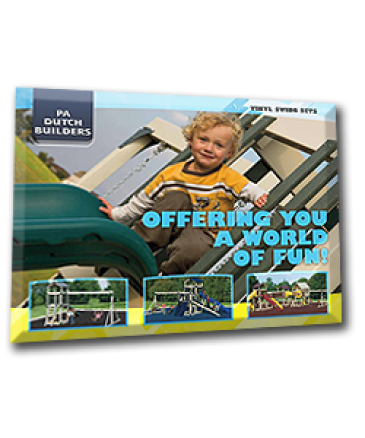 PA
DUTCH
BUILDERS
VINYL SWING SETS
OFFERING YOU
A WORLD
OF FUN!